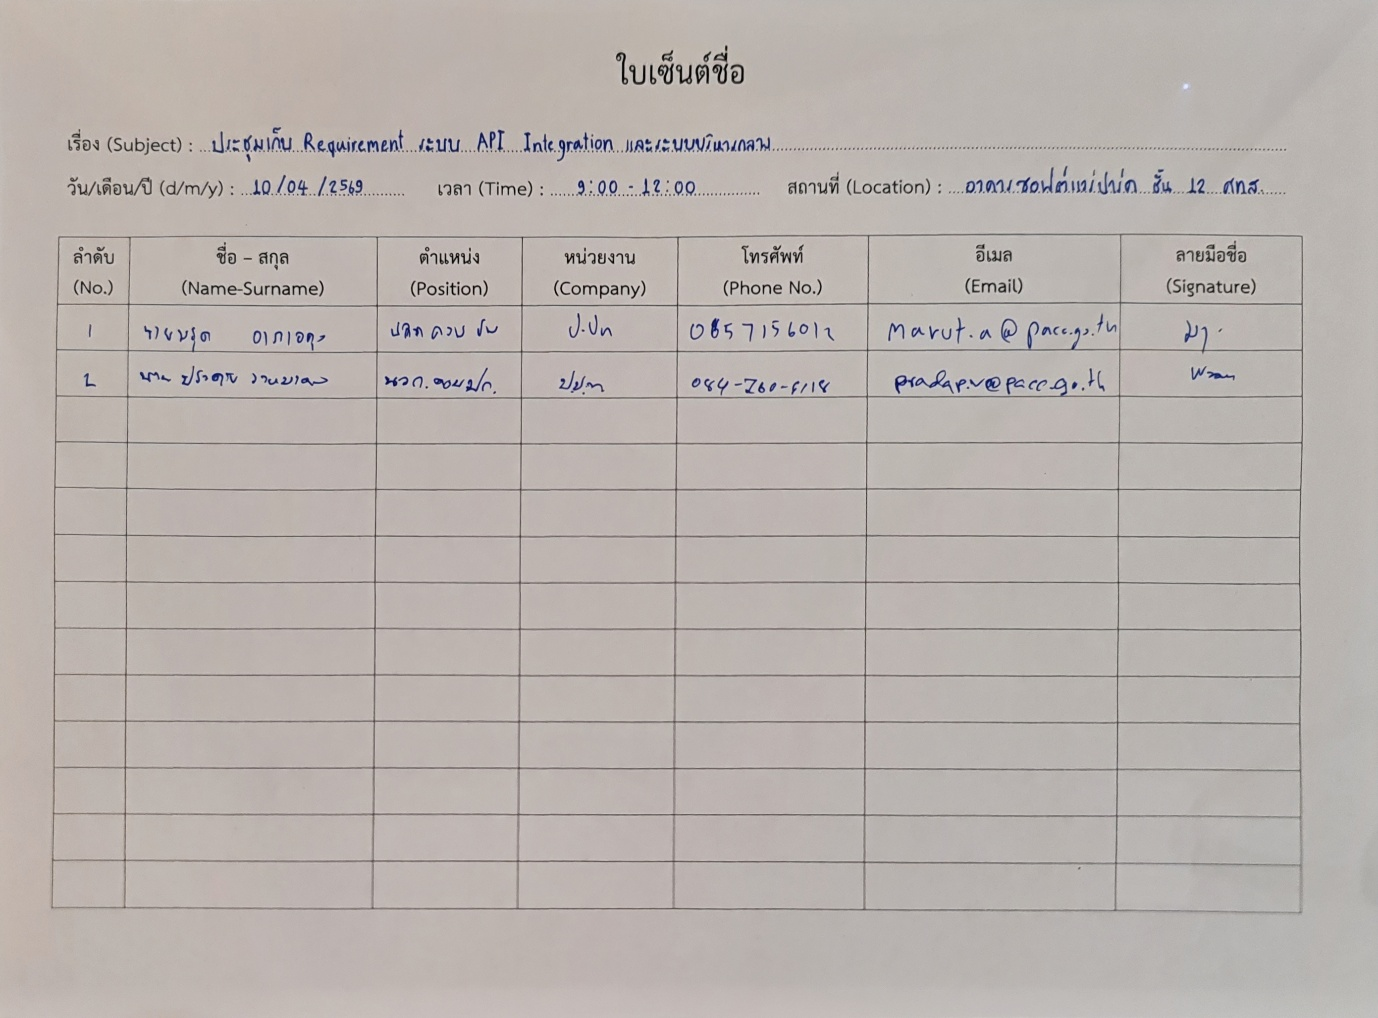 ใบเซ็นต์ชื่อ
เรื่อง (Subject) : ประชุมเก็บ Requirement ระบบ API Integration และระบบบริหารกลาง
วัน/เดือน/ปี (d/m/y) : 10/04/2569 เวลา (Time) : 9:00 - 12:00 สถานที่ (Location) : อาคารซอฟต์แวร์ปาร์ค ชั้น 12 ศทส.
ลำดับ ชื่อ – สกุล ตำแหน่ง หน่วยงาน โทรศัพท์ อีเมล ลายมือชื่อ
(No.) (Name-Surname) (Position) (Company) (Phone No.) (Email) (Signature)
1 0857156012 marut.a@pacc.go.th
2 pradap.v@pacc.go.th